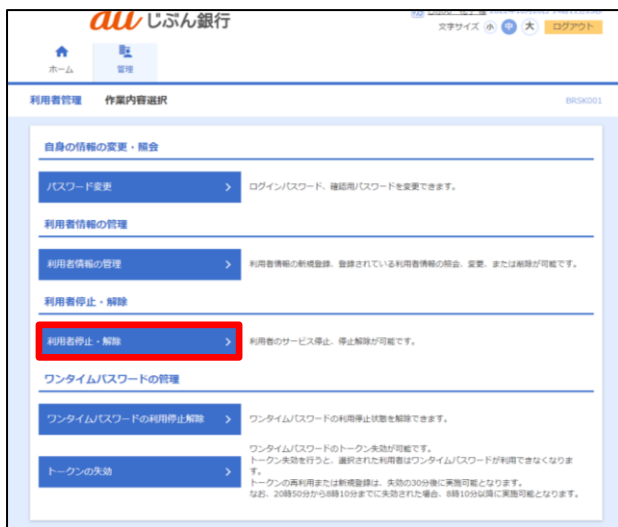 au じぶん銀行
文字サイズ 小 中 大 ログアウト
ホーム 管理
利用者管理 作業内容選択 BRSK001
自身の情報の変更・照会
パスワード変更 ログインパスワード、確認用パスワードを変更できます。
利用者情報の管理
利用者情報の管理 利用者情報の新規登録、登録されている利用者情報の照会、変更、または削除が可能です。
利用者停止・解除
利用者停止・解除 利用者のサービス停止、停止解除が可能です。
ワンタイムパスワードの管理
ワンタイムパスワードの利用停止解除 ワンタイムパスワードの利用停止状態を解除できます。
ワンタイムパスワードのトークン失効が可能です。
トークン失効を行うと、選択された利用者はワンタイムパスワードが利用できなくなりま
トークンの失効 す。
トークンの再利用または新規登録は、失効の30分後に実施可能となります。
なお、20時50分から8時10分までに失効された場合、8時10分以降に実施可能となります。